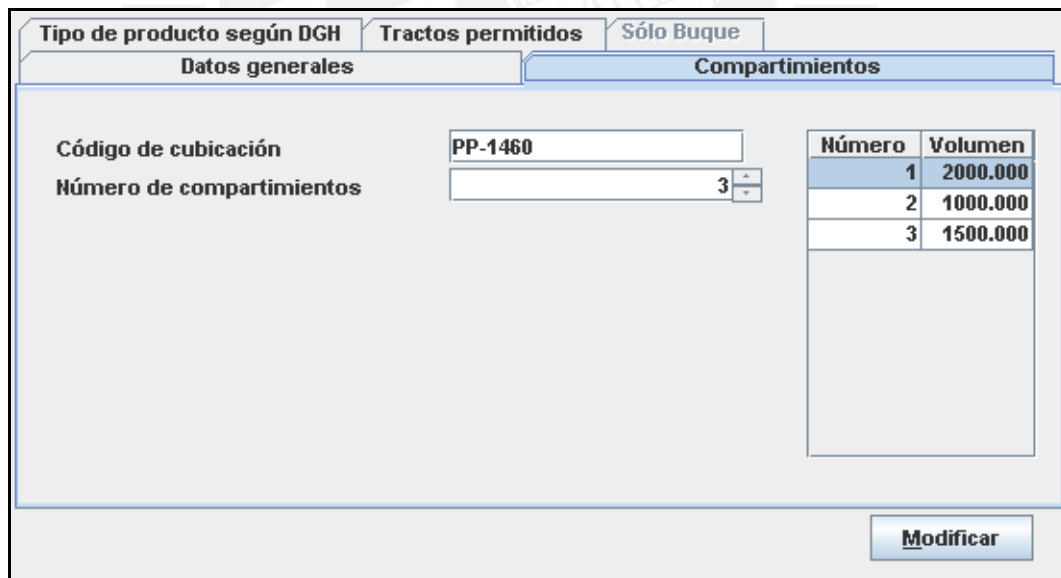 Tipo de producto según DGH Tractos permitidos Sólo Buque
Datos generales Compartimientos
Código de cubicación PP-1460
Número de compartimientos 3
Número Volumen
1 2000.000
2 1000.000
3 1500.000
Modificar